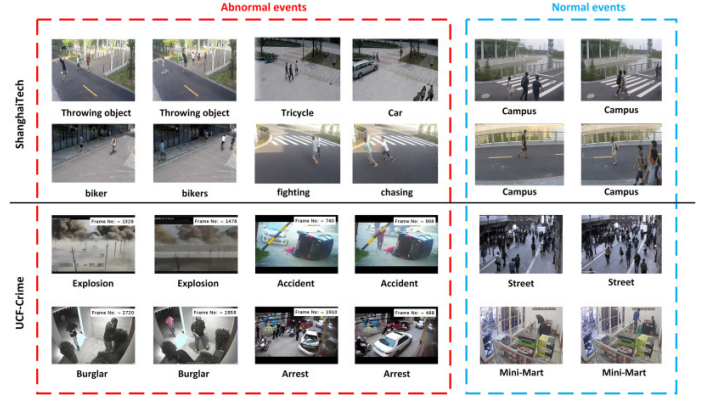 Abnormal events Normal events
ShanghaiTech
Throwing object Throwing object Tricycle Car Campus Campus
biker bikers fighting chasing Campus Campus
UCF-Crime
Frame No: ~ 1328 Frame No: ~ 1478 Frame No: ~ 740 Frame No: ~ 908
Explosion Explosion Accident Accident Street Street
Frame No: ~ 2720 Frame No: ~ 2858 Frame No: ~ 1910 Frame No: ~ 488
Burglar Burglar Arrest Arrest Mini-Mart Mini-Mart